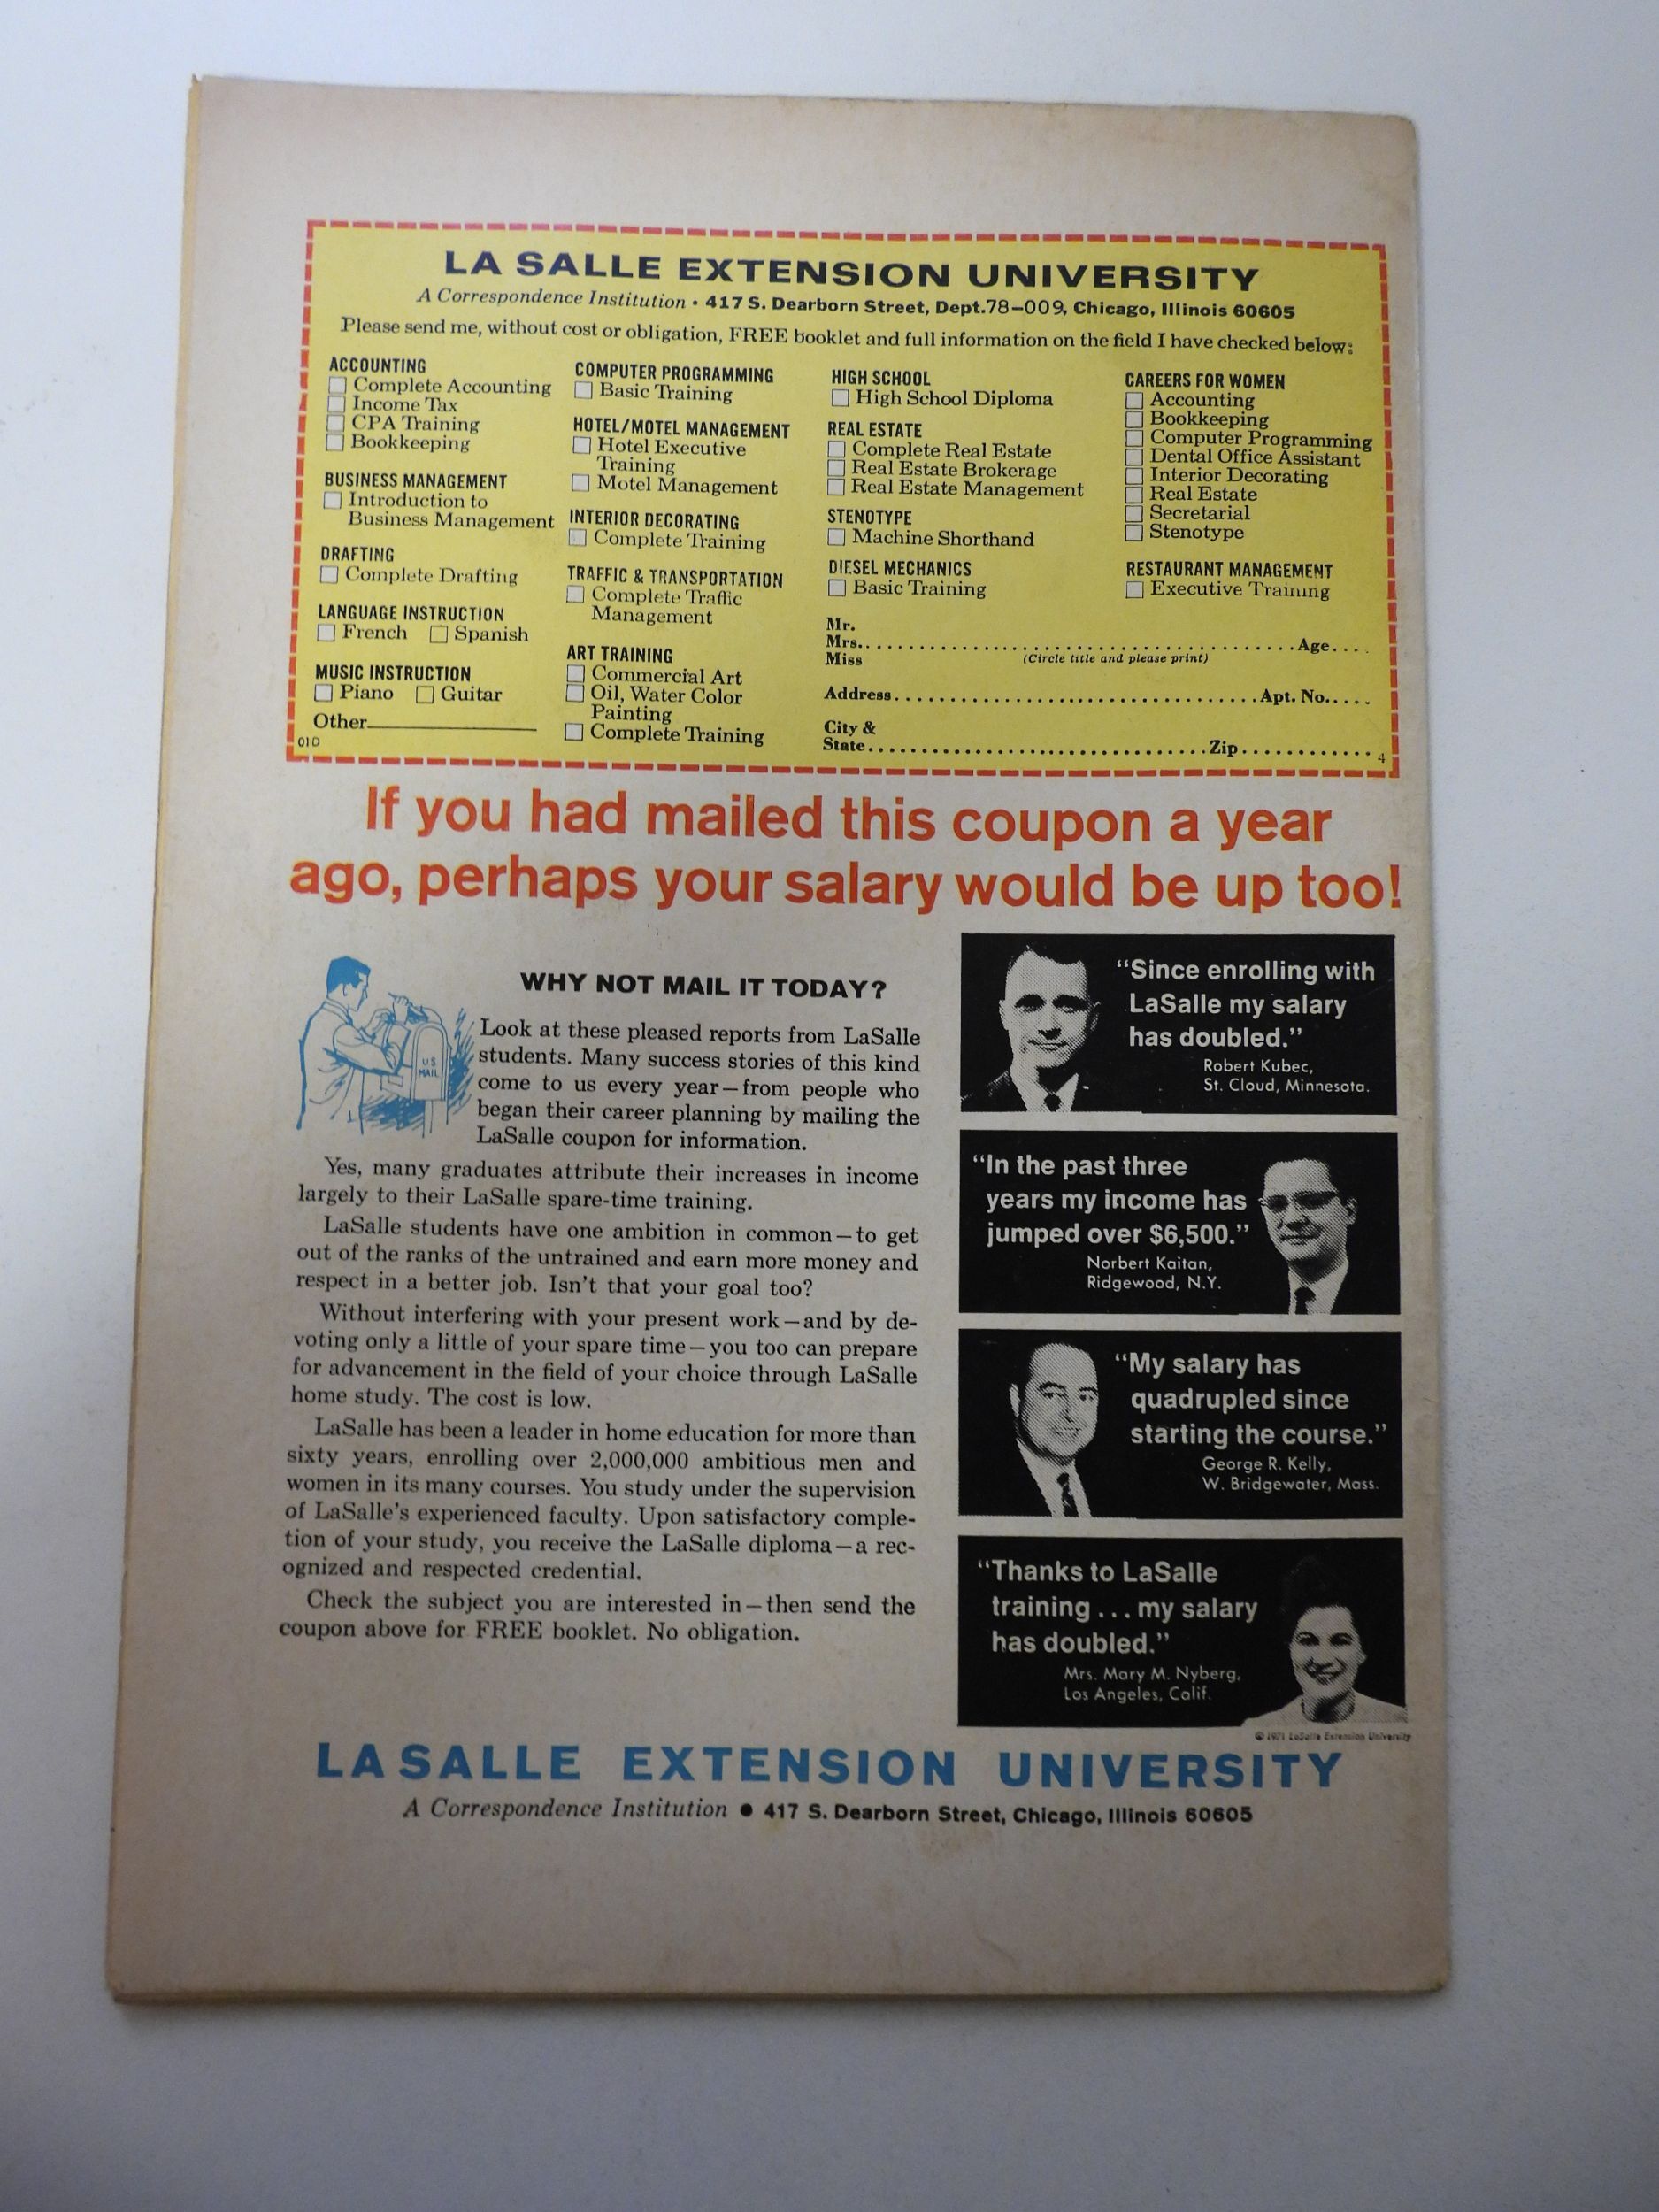 LA SALLE EXTENSION UNIVERSITY
A Correspondence Institution • 417 S. Dearborn Street, Dept.78-009, Chicago, Illinois 60605
Please send me, without cost or obligation, FREE booklet and full information on the field I have checked below:
ACCOUNTING
Complete Accounting
Income Tax
CPA Training
Bookkeeping
BUSINESS MANAGEMENT
Introduction to
Business Management
DRAFTING
Complete Drafting
LANGUAGE INSTRUCTION
French Spanish
MUSIC INSTRUCTION
Piano Guitar
Other
01D
COMPUTER PROGRAMMING
Basic Training
HOTEL/MOTEL MANAGEMENT
Hotel Executive
Training
Motel Management
INTERIOR DECORATING
Complete Training
TRAFFIC & TRANSPORTATION
Complete Traffic
Management
ART TRAINING
Commercial Art
Oil, Water Color
Painting
Complete Training
HIGH SCHOOL
High School Diploma
REAL ESTATE
Complete Real Estate
Real Estate Brokerage
Real Estate Management
STENOTYPE
Machine Shorthand
DIESEL MECHANICS
Basic Training
CAREERS FOR WOMEN
Accounting
Bookkeeping
Computer Programming
Dental Office Assistant
Interior Decorating
Real Estate
Secretarial
Stenotype
RESTAURANT MANAGEMENT
Executive Training
Mr.
Mrs. Age
Miss (Circle title and please print)
Address Apt. No.
City &
State Zip
4
If you had mailed this coupon a year
ago, perhaps your salary would be up too!
U S
MAIL
WHY NOT MAIL IT TODAY?
Look at these pleased reports from LaSalle
students. Many success stories of this kind
come to us every year—from people who
began their career planning by mailing the
LaSalle coupon for information.
Yes, many graduates attribute their increases in income
largely to their LaSalle spare-time training.
LaSalle students have one ambition in common—to get
out of the ranks of the untrained and earn more money and
respect in a better job. Isn't that your goal too?
Without interfering with your present work—and by de-
voting only a little of your spare time—you too can prepare
for advancement in the field of your choice through LaSalle
home study. The cost is low.
LaSalle has been a leader in home education for more than
sixty years, enrolling over 2,000,000 ambitious men and
women in its many courses. You study under the supervision
of LaSalle's experienced faculty. Upon satisfactory comple-
tion of your study, you receive the LaSalle diploma—a rec-
ognized and respected credential.
Check the subject you are interested in—then send the
coupon above for FREE booklet. No obligation.
"Since enrolling with
LaSalle my salary
has doubled."
Robert Kubec,
St. Cloud, Minnesota.
"In the past three
years my income has
jumped over $6,500."
Norbert Kaitan,
Ridgewood, N.Y.
"My salary has
quadrupled since
starting the course."
George R. Kelly,
W. Bridgewater, Mass.
"Thanks to LaSalle
training . . . my salary
has doubled."
Mrs. Mary M. Nyberg,
Los Angeles, Calif.
© 1971 LaSalle Extension University
LASALLE EXTENSION UNIVERSITY
A Correspondence Institution • 417 S. Dearborn Street, Chicago, Illinois 60605